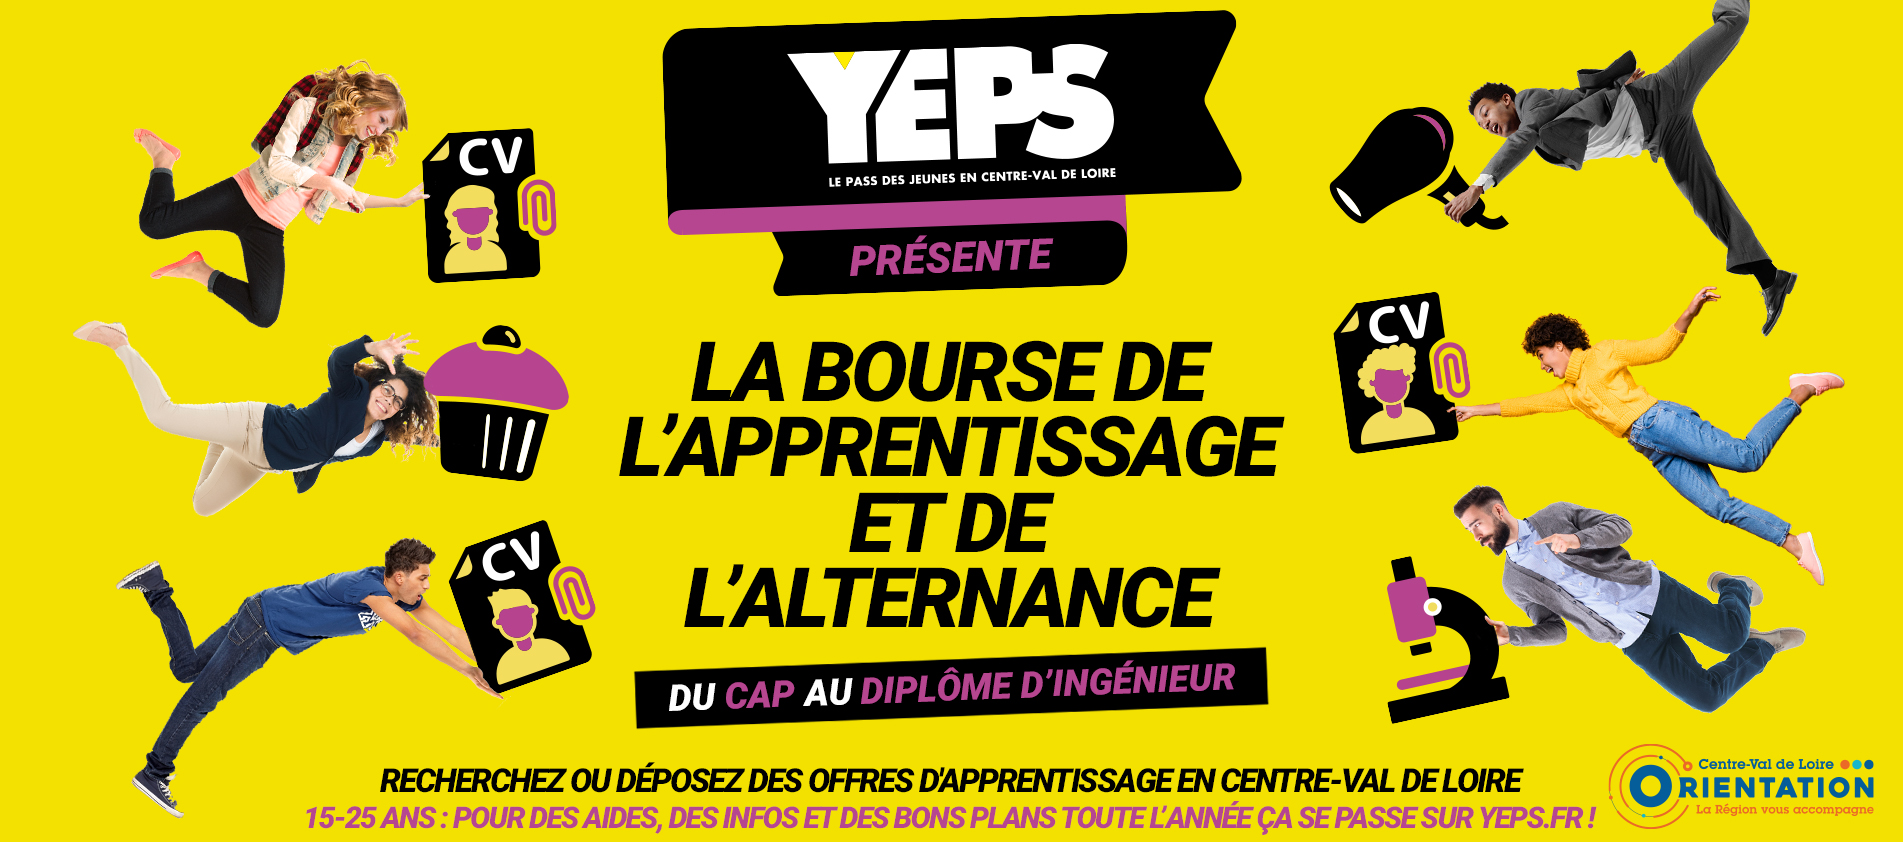 YEPS
LE PASS DES JEUNES EN CENTRE-VAL DE LOIRE
PRÉSENTE
CV
CV
CV
LA BOURSE DE
L’APPRENTISSAGE
ET DE
L’ALTERNANCE
DU CAP AU DIPLÔME D’INGÉNIEUR
RECHERCHEZ OU DÉPOSEZ DES OFFRES D'APPRENTISSAGE EN CENTRE-VAL DE LOIRE
15-25 ANS : POUR DES AIDES, DES INFOS ET DES BONS PLANS TOUTE L’ANNÉE ÇA SE PASSE SUR YEPS.FR !
Centre-Val de Loire
ORIENTATION
La Région vous accompagne